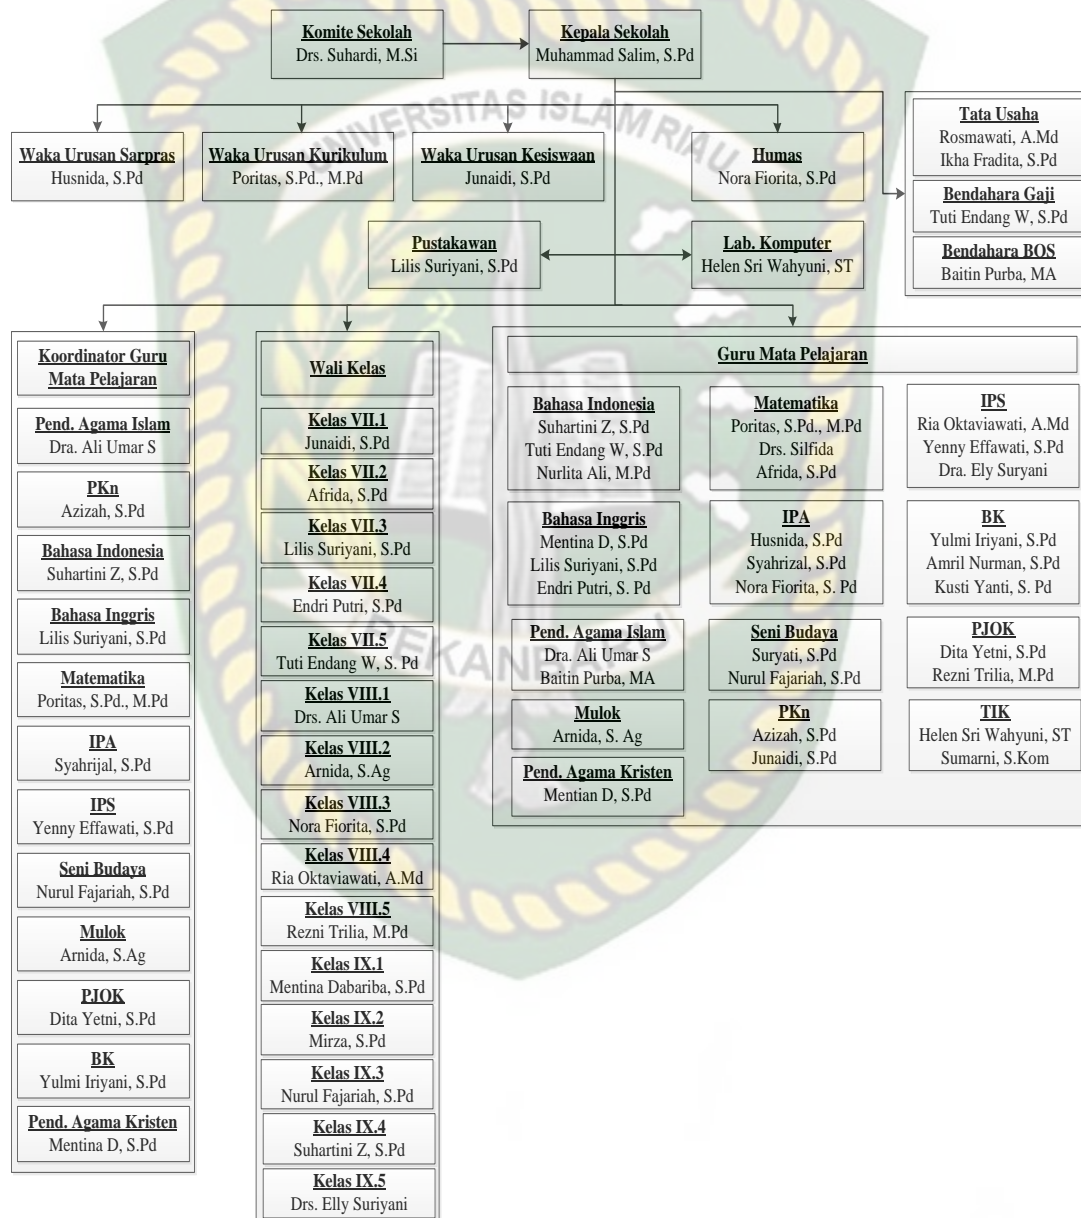 Komite Sekolah
Drs. Suhardi, M.Si
Kepala Sekolah
Muhammad Salim, S.Pd
UNIVERSITAS ISLAM RIAU
Waka Urusan Sarpras
Husnida, S.Pd
Waka Urusan Kurikulum
Poritas, S.Pd., M.Pd
Waka Urusan Kesiswaan
Junaidi, S.Pd
Humas
Nora Fiorita, S.Pd
Tata Usaha
Rosmawati, A.Md
Ikha Fradita, S.Pd
Bendahara Gaji
Tuti Endang W, S.Pd
Bendahara BOS
Baitin Purba, MA
Pustakawan
Lilis Suriyani, S.Pd
Lab. Komputer
Helen Sri Wahyuni, ST
Koordinator Guru
Mata Pelajaran
Pend. Agama Islam
Dra. Ali Umar S
PKn
Azizah, S.Pd
Bahasa Indonesia
Suhartini Z, S.Pd
Bahasa Inggris
Lilis Suriyani, S.Pd
Matematika
Poritas, S.Pd., M.Pd
IPA
Syahrijal, S.Pd
IPS
Yenny Effawati, S.Pd
Seni Budaya
Nurul Fajariah, S.Pd
Mulok
Arnida, S.Ag
PJOK
Dita Yetni, S.Pd
BK
Yulmi Iriyani, S.Pd
Pend. Agama Kristen
Mentina D, S.Pd
Wali Kelas
Kelas VII.1
Junaidi, S.Pd
Kelas VII.2
Afrida, S.Pd
Kelas VII.3
Lilis Suriyani, S.Pd
Kelas VII.4
Endri Putri, S.Pd
Kelas VII.5
Tuti Endang W, S. Pd
Kelas VIII.1
Drs. Ali Umar S
Kelas VIII.2
Arnida, S.Ag
Kelas VIII.3
Nora Fiorita, S.Pd
Kelas VIII.4
Ria Oktaviawati, A.Md
Kelas VIII.5
Rezni Trilia, M.Pd
Kelas IX.1
Mentina Dabariba, S.Pd
Kelas IX.2
Mirza, S.Pd
Kelas IX.3
Nurul Fajariah, S.Pd
Kelas IX.4
Suhartini Z, S.Pd
Kelas IX.5
Drs. Elly Suriyani
Guru Mata Pelajaran
Bahasa Indonesia
Suhartini Z, S.Pd
Tuti Endang W, S.Pd
Nurlita Ali, M.Pd
Matematika
Poritas, S.Pd., M.Pd
Drs. Silfida
Afrida, S.Pd
IPS
Ria Oktaviawati, A.Md
Yenny Effawati, S.Pd
Dra. Ely Suryani
Bahasa Inggris
Mentina D, S.Pd
Lilis Suriyani, S.Pd
Endri Putri, S. Pd
IPA
Husnida, S.Pd
Syahrizal, S.Pd
Nora Fiorita, S. Pd
BK
Yulmi Iriyani, S.Pd
Amril Nurman, S.Pd
Kusti Yanti, S. Pd
Pend. Agama Islam
Dra. Ali Umar S
Baitin Purba, MA
Seni Budaya
Suryati, S.Pd
Nurul Fajariah, S.Pd
PJOK
Dita Yetni, S.Pd
Rezni Trilia, M.Pd
Mulok
Arnida, S. Ag
PKn
Azizah, S.Pd
Junaidi, S.Pd
TIK
Helen Sri Wahyuni, ST
Sumarni, S.Kom
Pend. Agama Kristen
Mentian D, S.Pd
PEKANBARU